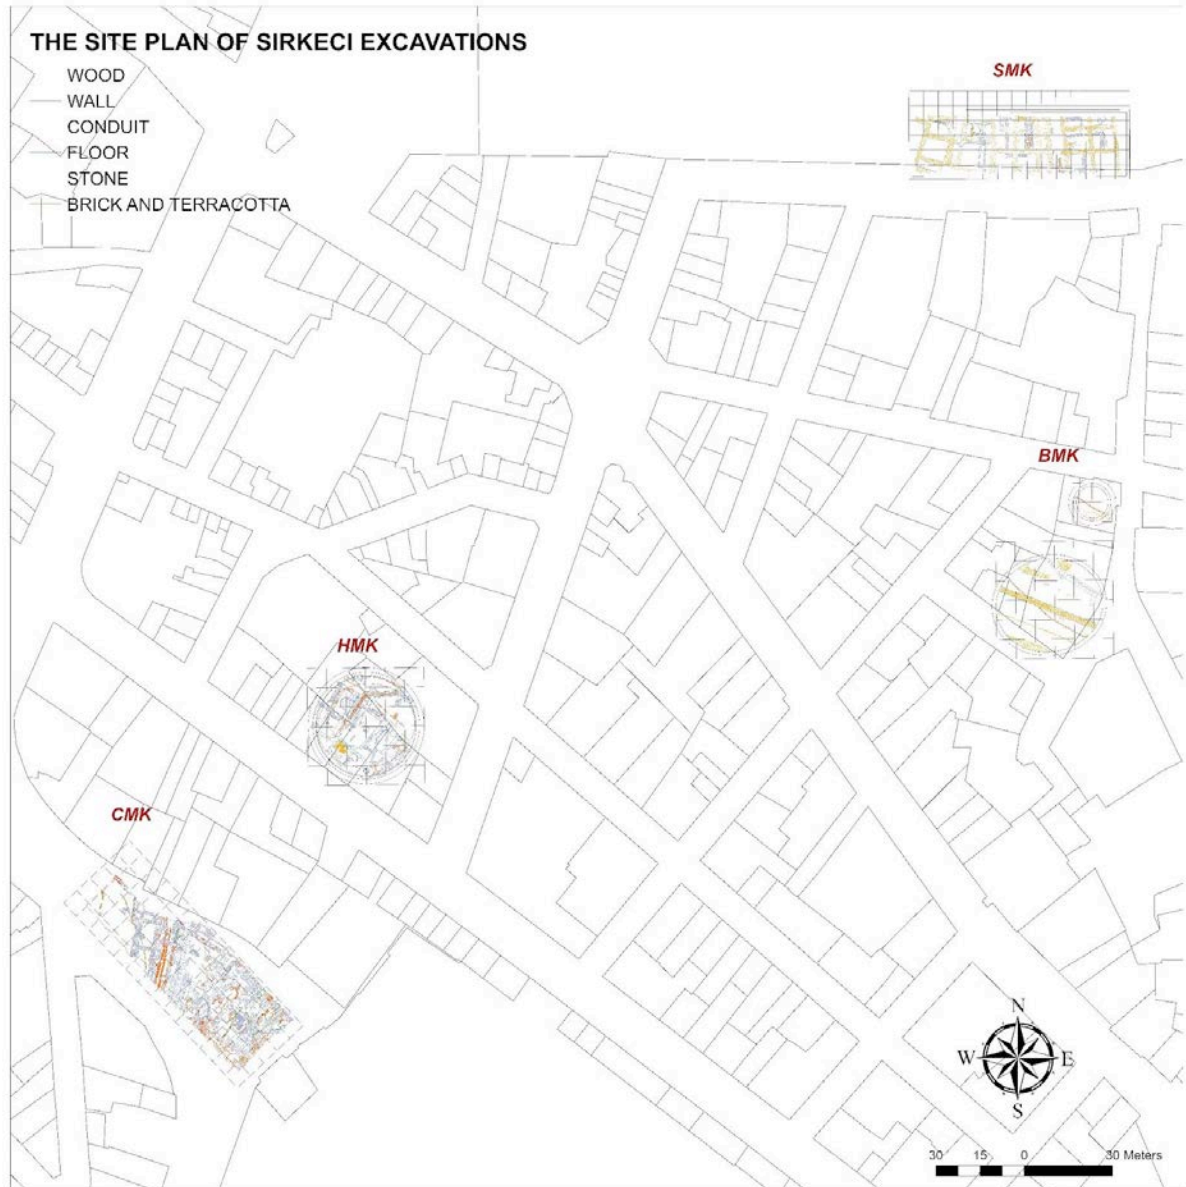 THE SITE PLAN OF SIRKECI EXCAVATIONS
WOOD
WALL
CONDUIT
FLOOR
STONE
BRICK AND TERRACOTTA
SMK
BMK
HMK
CMK
N
W E
S
30 15 0 30 Meters